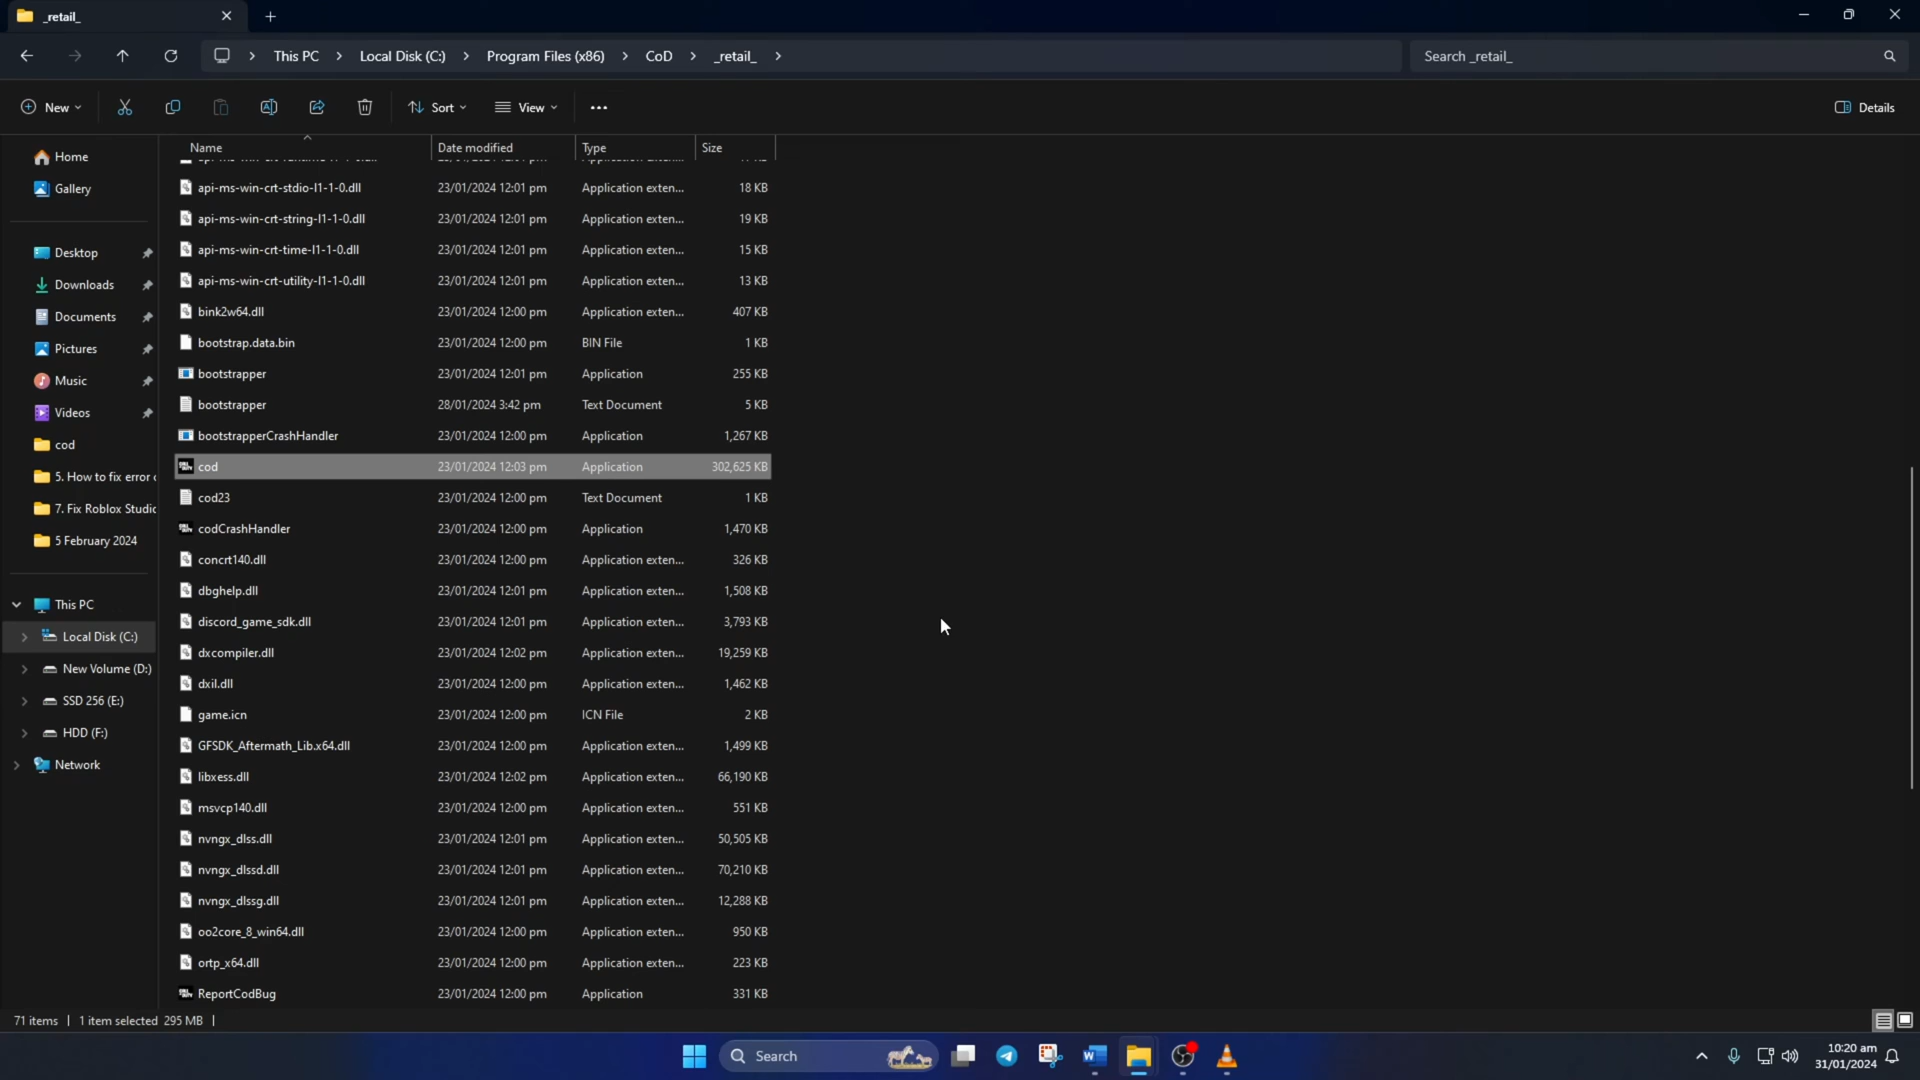 _retail_
This PC > Local Disk (C:) > Program Files (x86) > CoD > _retail_ >
Search _retail_
New
Sort
View
Details
Name Date modified Type Size
Home
Gallery
Desktop
Downloads
Documents
Pictures
Music
Videos
cod
5. How to fix error
7. Fix Roblox Studio
5 February 2024
This PC
Local Disk (C:)
New Volume (D:)
SSD 256 (E:)
HDD (F:)
Network
api-ms-win-crt-stdio-l1-1-0.dll 23/01/2024 12:01 pm Application exten... 18 KB
api-ms-win-crt-string-l1-1-0.dll 23/01/2024 12:01 pm Application exten... 19 KB
api-ms-win-crt-time-l1-1-0.dll 23/01/2024 12:01 pm Application exten... 15 KB
api-ms-win-crt-utility-l1-1-0.dll 23/01/2024 12:01 pm Application exten... 13 KB
bink2w64.dll 23/01/2024 12:00 pm Application exten... 407 KB
bootstrap.data.bin 23/01/2024 12:00 pm BIN File 1 KB
bootstrapper 23/01/2024 12:01 pm Application 255 KB
bootstrapper 28/01/2024 3:42 pm Text Document 5 KB
bootstrapperCrashHandler 23/01/2024 12:00 pm Application 1,267 KB
cod 23/01/2024 12:03 pm Application 302,625 KB
cod23 23/01/2024 12:00 pm Text Document 1 KB
codCrashHandler 23/01/2024 12:00 pm Application 1,470 KB
concrt140.dll 23/01/2024 12:00 pm Application exten... 326 KB
dbghelp.dll 23/01/2024 12:01 pm Application exten... 1,508 KB
discord_game_sdk.dll 23/01/2024 12:01 pm Application exten... 3,793 KB
dxcompiler.dll 23/01/2024 12:02 pm Application exten... 19,259 KB
dxil.dll 23/01/2024 12:00 pm Application exten... 1,462 KB
game.icn 23/01/2024 12:00 pm ICN File 2 KB
GFSDK_Aftermath_Lib.x64.dll 23/01/2024 12:00 pm Application exten... 1,499 KB
libxess.dll 23/01/2024 12:02 pm Application exten... 66,190 KB
msvcp140.dll 23/01/2024 12:00 pm Application exten... 551 KB
nvngx_dlss.dll 23/01/2024 12:01 pm Application exten... 50,505 KB
nvngx_dlssd.dll 23/01/2024 12:01 pm Application exten... 70,210 KB
nvngx_dlssg.dll 23/01/2024 12:01 pm Application exten... 12,288 KB
oo2core_8_win64.dll 23/01/2024 12:00 pm Application exten... 950 KB
ortp_x64.dll 23/01/2024 12:00 pm Application exten... 223 KB
ReportCodBug 23/01/2024 12:00 pm Application 331 KB
71 items | 1 item selected 295 MB |
Search
10:20 am
31/01/2024